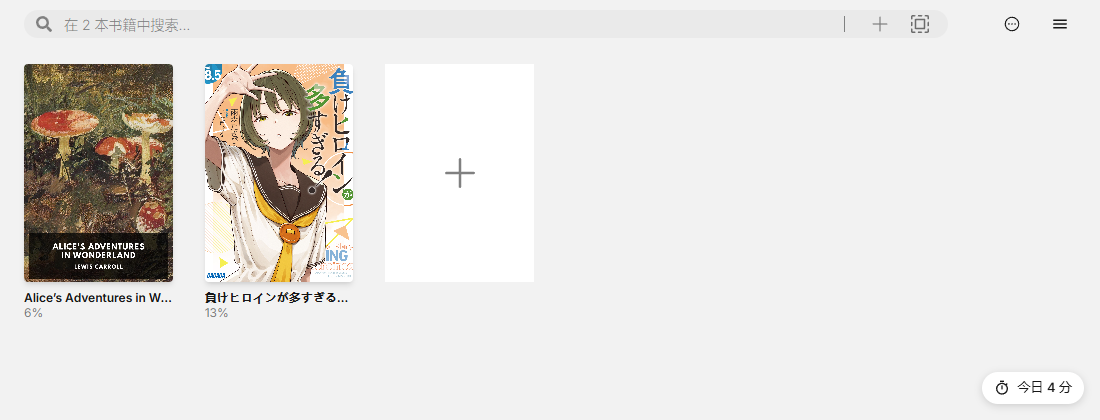 在 2 本书籍中搜索...
ALICE'S ADVENTURES
IN WONDERLAND
LEWIS CARROLL
8.5
負けヒロインが
多すぎる!
GAGAGA
ING
Alice's Adventures in W...
6%
負けヒロインが多すぎる...
13%
今日 4 分